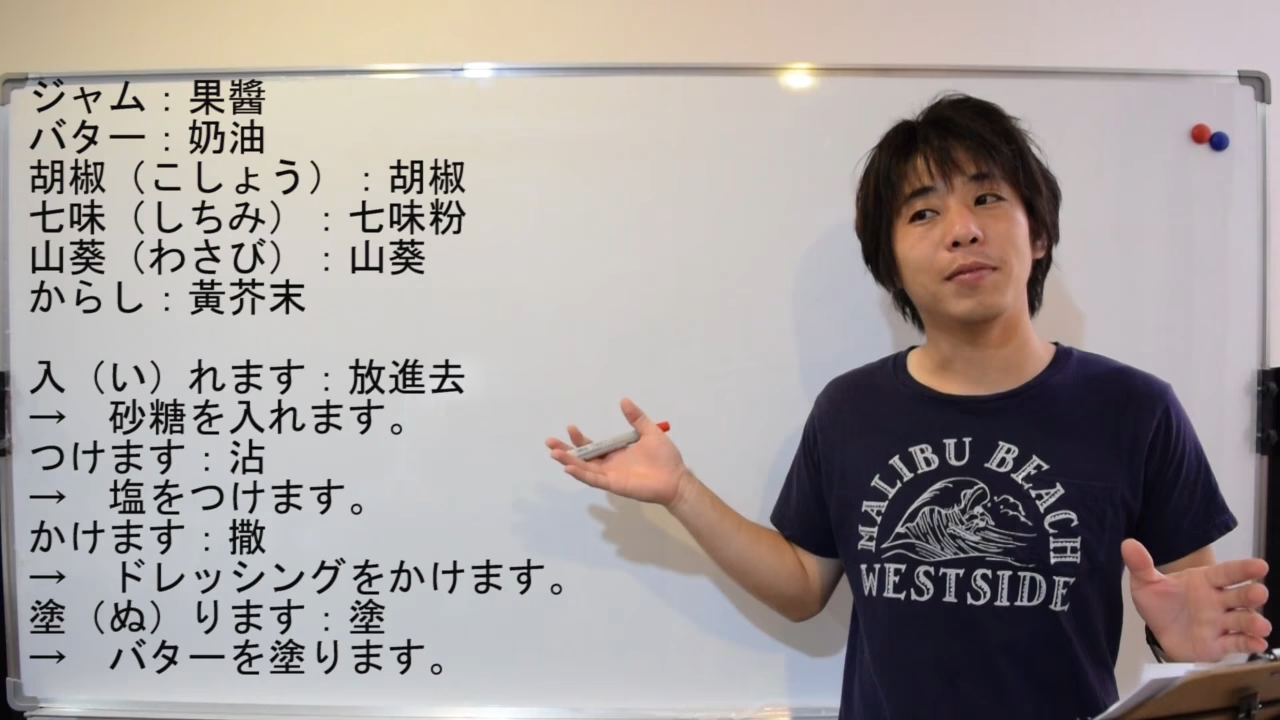 ジャム：果醬
バター：奶油
胡椒（こしょう）：胡椒
七味（しちみ）：七味粉
山葵（わさび）：山葵
からし：黃芥末
入（い）れます：放進去
→　砂糖を入れます。
つけます：沾
→　塩をつけます。
かけます：撒
→　ドレッシングをかけます。
塗（ぬ）ります：塗
→　バターを塗ります。
MALIBU BEACH
WESTSIDE